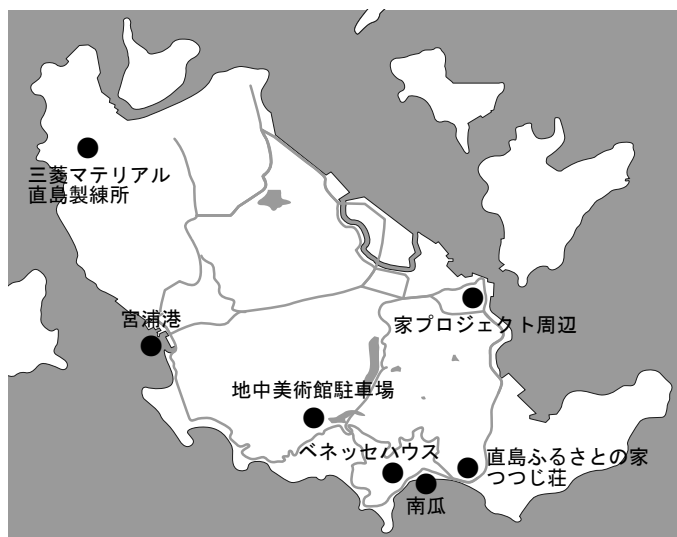 三菱マテリアル
直島製練所
宮浦港
家プロジェクト周辺
地中美術館駐車場
ベネッセハウス
直島ふるさとの家
つつじ荘
南瓜